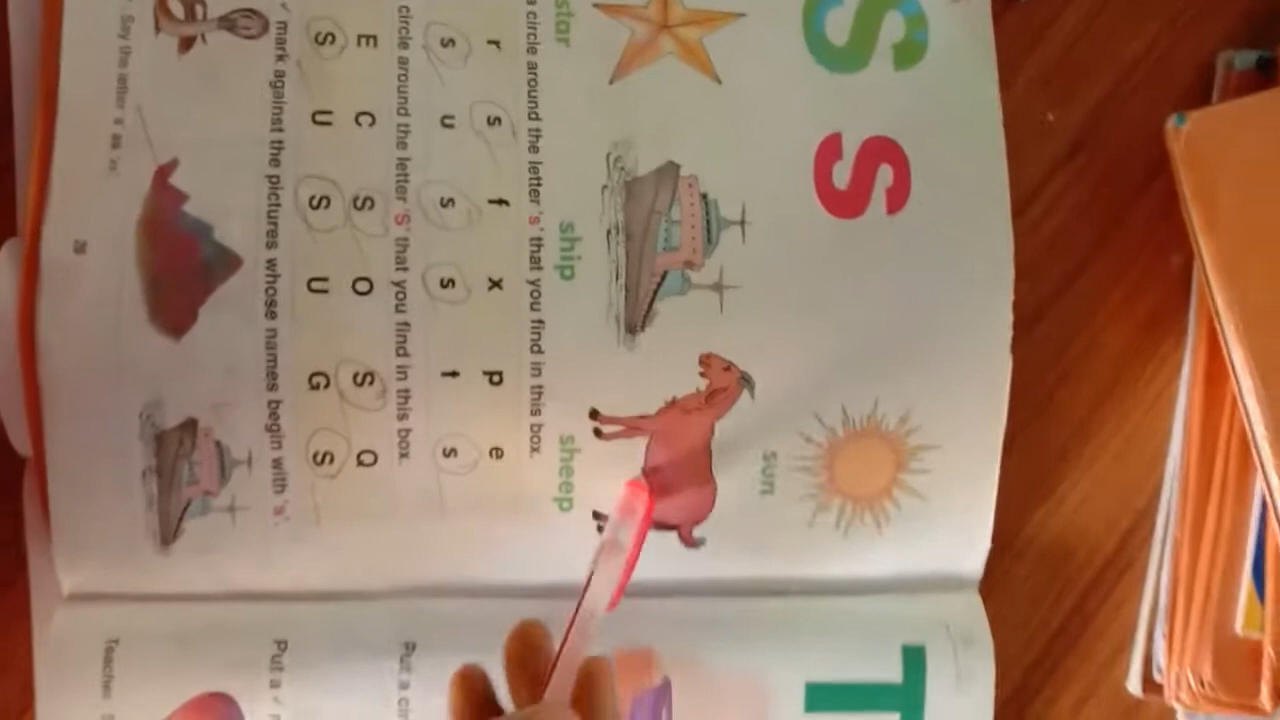 S s
sun
star ship sheep
a circle around the letter 's' that you find in this box.
r s f x p e
s u s s t s
circle around the letter 'S' that you find in this box.
E C S O S Q
S U S U G S
✓ mark against the pictures whose names begin with 's'.
Say the letter 's' as
28
T
Put a cir
Put a ✓
Teacher